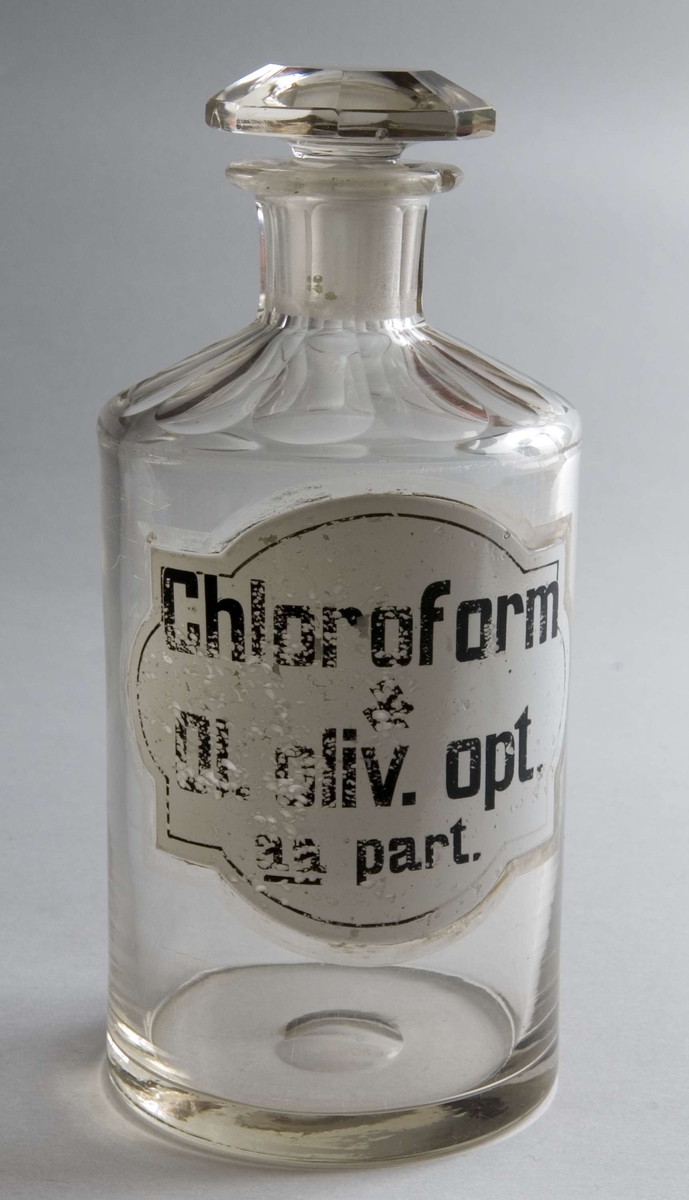 Chloroform
&
Ol. oliv. opt.
aa part.